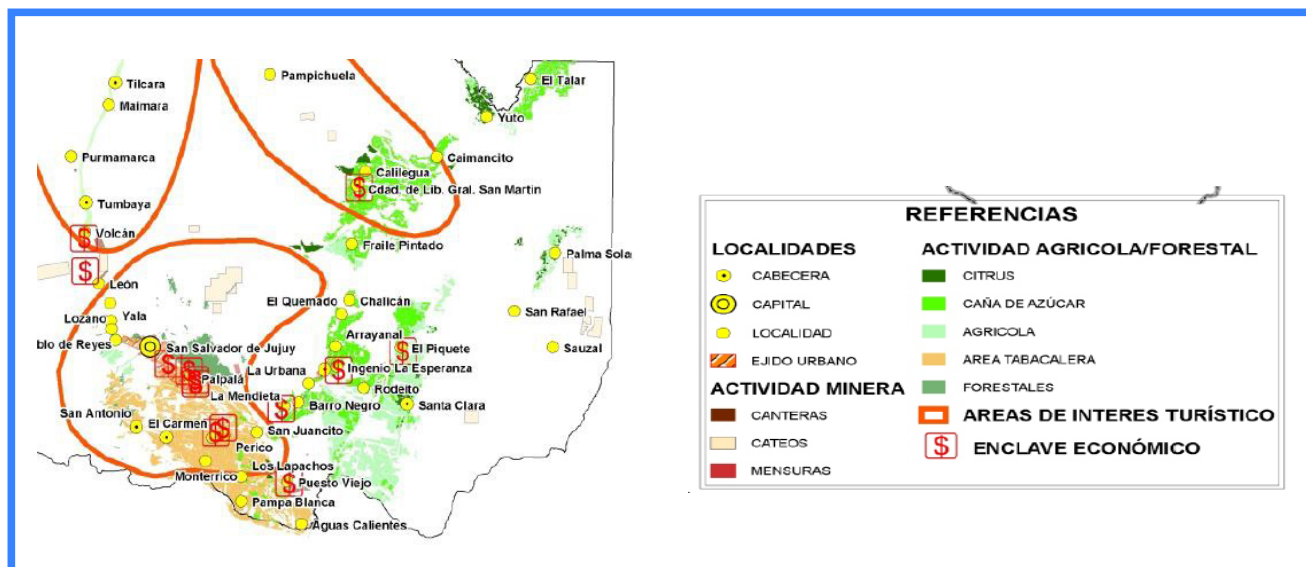 Tilcara
Maimara
Pampichuela
El Talar
Yuto
Purmamarca
Caimancito
Calilegua
Cdad. de Lib. Gral. San Martín
Tumbaya
Volcán
Fraile Pintado
Palma Sola
León
El Quemado
Chalicán
San Rafael
Lozano
Yala
Arrayanal
blo de Reyes
San Salvador de Jujuy
El Piquete
Sauzal
La Urbana
Ingenio La Esperanza
Palpalá
La Mendieta
Rodeito
San Antonio
Barro Negro
Santa Clara
El Carmen
San Juancito
Perico
Los Lapachos
Monterrico
Puesto Viejo
Pampa Blanca
Aguas Calientes
REFERENCIAS
LOCALIDADES
CABECERA
CAPITAL
LOCALIDAD
EJIDO URBANO
ACTIVIDAD MINERA
CANTERAS
CATEOS
MENSURAS
ACTIVIDAD AGRICOLA/FORESTAL
CITRUS
CAÑA DE AZÚCAR
AGRICOLA
AREA TABACALERA
FORESTALES
AREAS DE INTERES TURÍSTICO
$ ENCLAVE ECONÓMICO